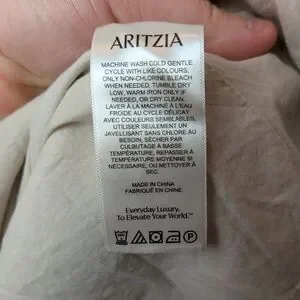 ARITZIA
MACHINE WASH COLD GENTLE
CYCLE WITH LIKE COLOURS,
ONLY NON-CHLORINE BLEACH
WHEN NEEDED, TUMBLE DRY
LOW, WARM IRON ONLY IF
NEEDED, OR DRY CLEAN.
LAVER À LA MACHINE À L'EAU
FROIDE AU CYCLE DÉLICAT
AVEC COULEURS SEMBLABLES,
UTILISER SEULEMENT UN
JAVELLISANT SANS CHLORE AU
BESOIN, SÉCHER PAR
CULBUTAGE À BASSE
TEMPÉRATURE, REPASSER À
TEMPÉRATURE MOYENNE SI
NÉCESSAIRE, OU NETTOYER À
SEC.
MADE IN CHINA
FABRIQUÉ EN CHINE
Everyday Luxury.
To Elevate Your World.™